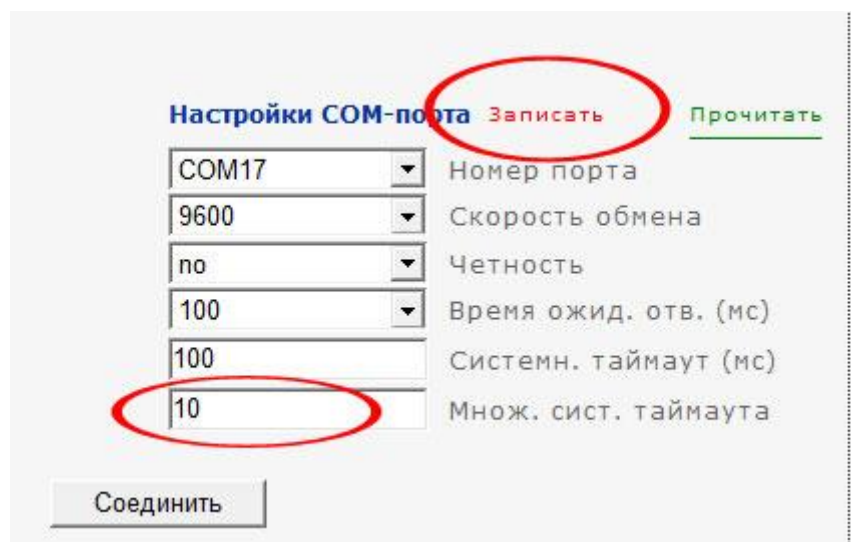 Настройки COM-порта Записать Прочитать
COM17 Номер порта
9600 Скорость обмена
no Четность
100 Время ожид. отв. (мс)
100 Системн. таймаут (мс)
10 Множ. сист. таймаута
Соединить